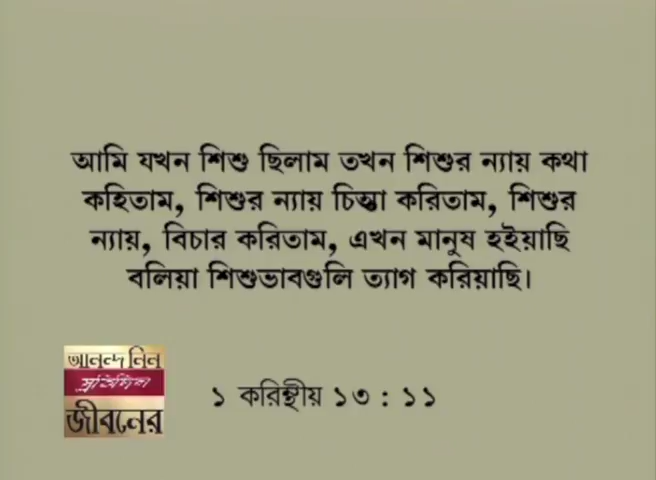 আমি যখন শিশু ছিলাম তখন শিশুর ন্যায় কথা
কহিতাম, শিশুর ন্যায় চিন্তা করিতাম, শিশুর
ন্যায়, বিচার করিতাম, এখন মানুষ হইয়াছি
বলিয়া শিশুভাবগুলি ত্যাগ করিয়াছি।
আনন্দ নিন
প্রতিদিন
জীবনের
১ করিন্থীয় ১৩ : ১১